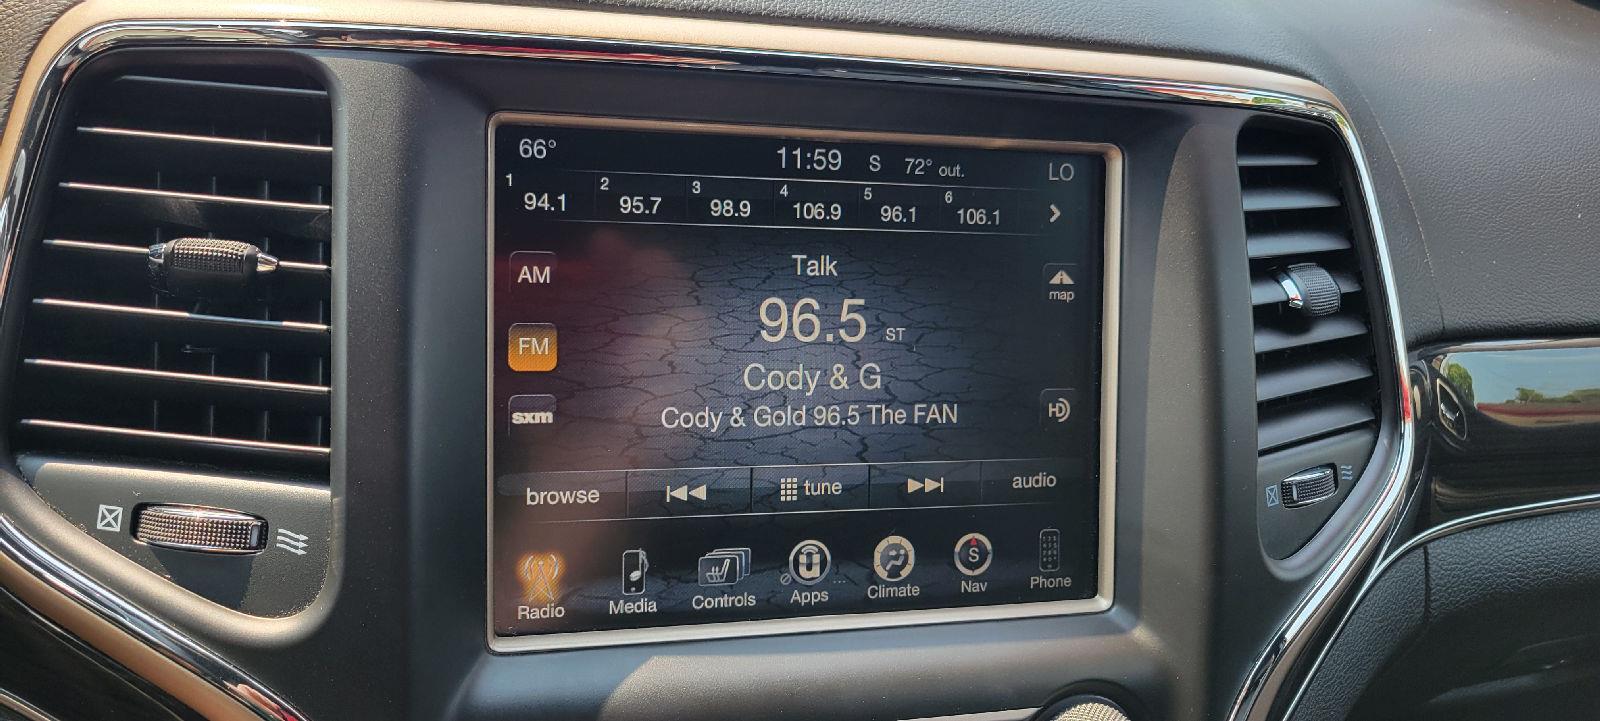 66° 11:59 S 72° out. LO
1 94.1 2 95.7 3 98.9 4 106.9 5 96.1 6 106.1
AM
Talk
map
96.5 ST
FM
Cody & G
sxm
Cody & Gold 96.5 The FAN
HD
browse tune audio
Radio Media Controls Apps Climate S Nav Phone